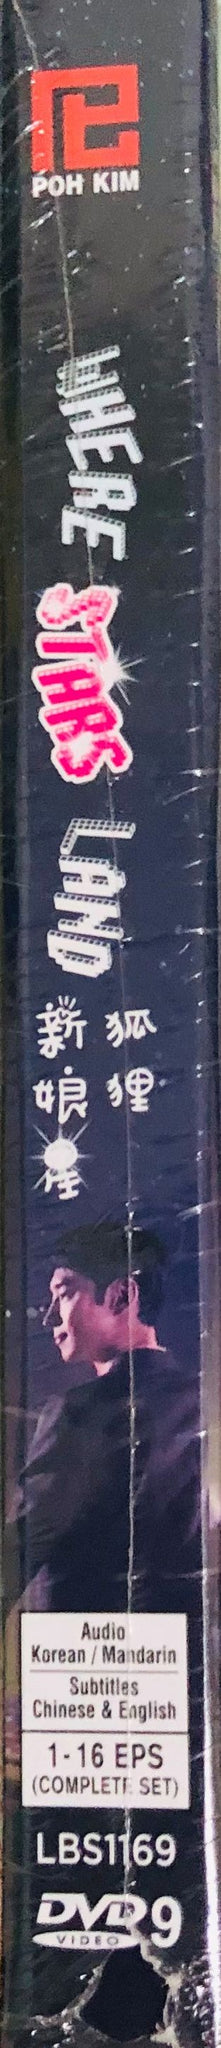 POH KIM
WHERE
STARS
LAND
狐狸
新娘星
Audio
Korean / Mandarin
Subtitles
Chinese & English
1-16 EPS
(COMPLETE SET)
LBS1169
DVD 9
VIDEO